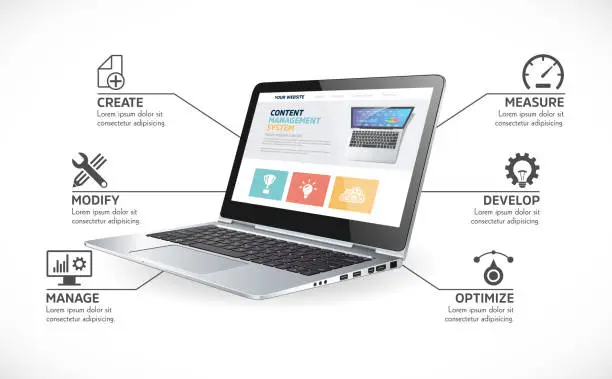 CREATE
Lorem ipsum dolor sit
consectetur adipisicing.
MODIFY
Lorem ipsum dolor sit
consectetur adipisicing.
MANAGE
Lorem ipsum dolor sit
consectetur adipisicing.
YOUR WEBSITE
CONTENT
MANAGEMENT
SYSTEM
MEASURE
Lorem ipsum dolor sit
consectetur adipisicing.
DEVELOP
Lorem ipsum dolor sit
consectetur adipisicing.
OPTIMIZE
Lorem ipsum dolor sit
consectetur adipisicing.